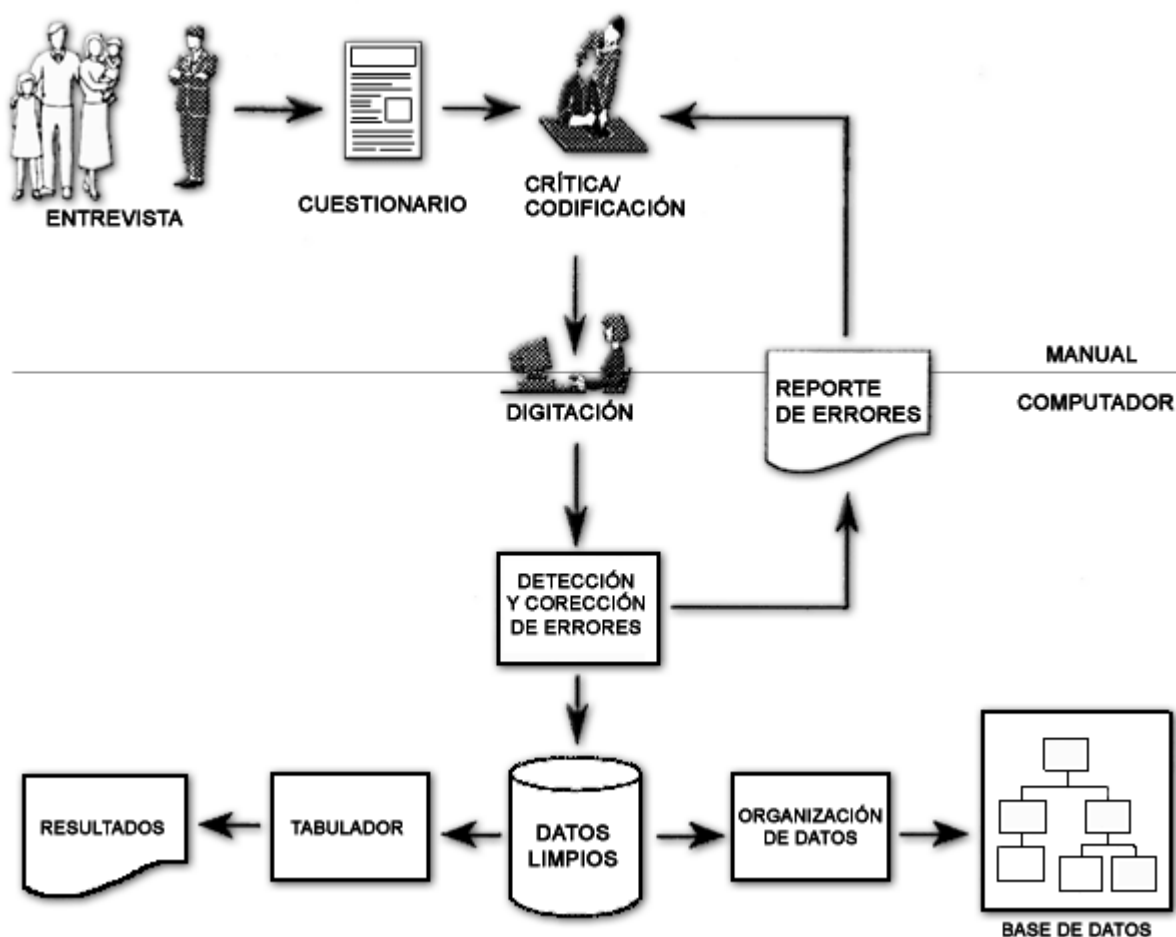 ENTREVISTA
CUESTIONARIO
CRÍTICA/
CODIFICACIÓN
DIGITACIÓN
REPORTE
DE ERRORES
MANUAL
COMPUTADOR
DETECCIÓN
Y CORECCIÓN
DE ERRORES
RESULTADOS
TABULADOR
DATOS
LIMPIOS
ORGANIZACIÓN
DE DATOS
BASE DE DATOS